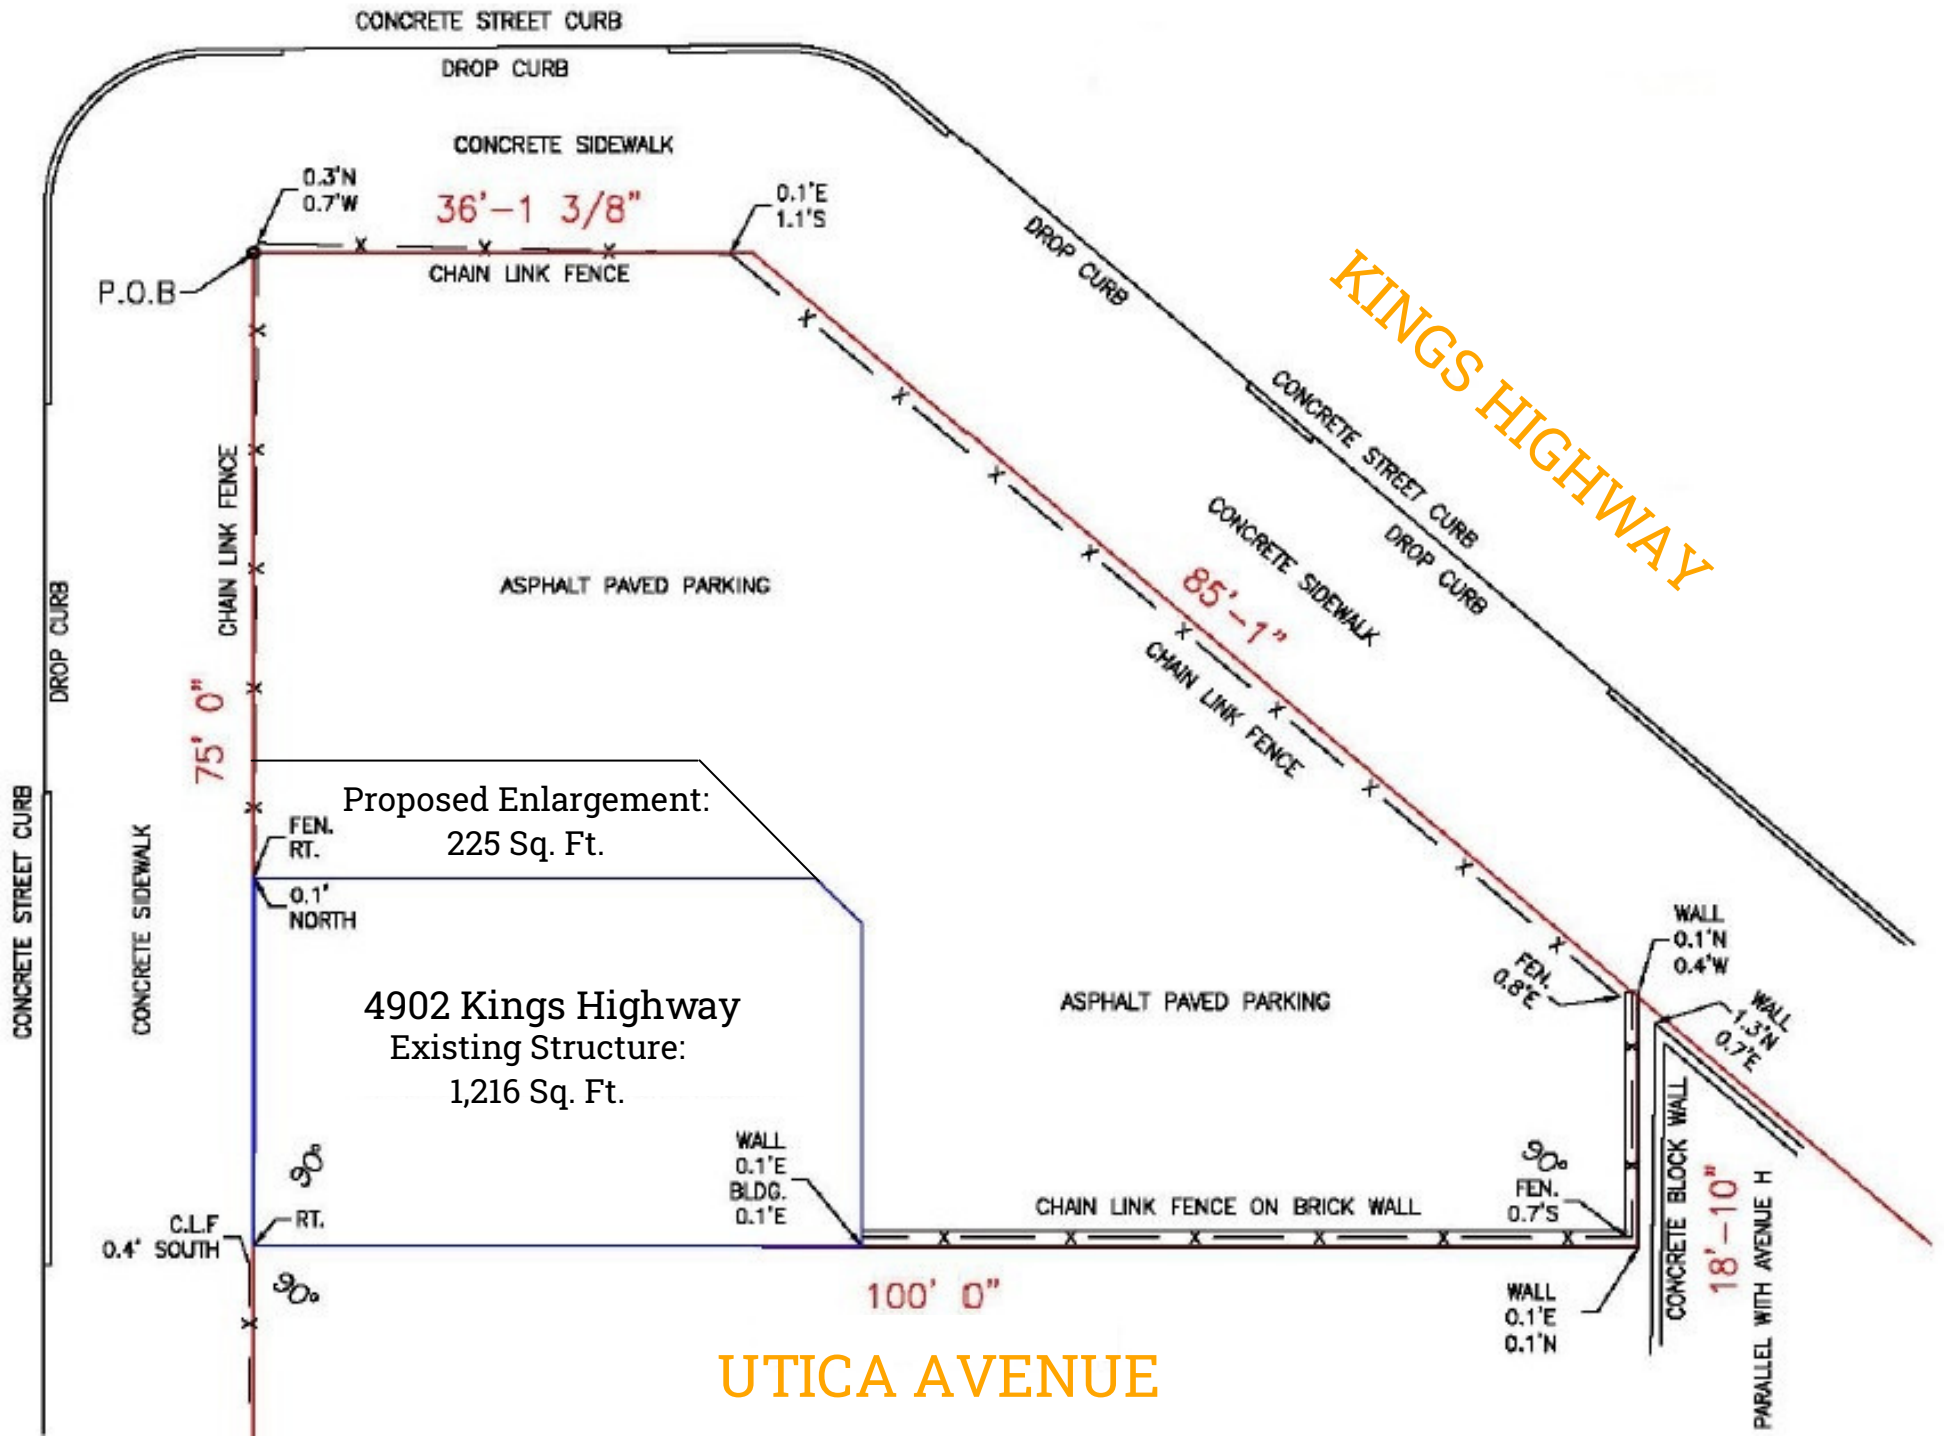 CONCRETE STREET CURB
DROP CURB
CONCRETE SIDEWALK
0.3'N
0.7'W
36'-1 3/8"
0.1'E
1.1'S
CHAIN LINK FENCE
P.O.B
DROP CURB
KINGS HIGHWAY
CONCRETE STREET CURB
DROP CURB
CONCRETE SIDEWALK
85'-1"
CHAIN LINK FENCE
CHAIN LINK FENCE
ASPHALT PAVED PARKING
DROP CURB
75' 0"
Proposed Enlargement:
225 Sq. Ft.
FEN.
RT.
0.1'
NORTH
CONCRETE STREET CURB
CONCRETE SIDEWALK
4902 Kings Highway
Existing Structure:
1,216 Sq. Ft.
ASPHALT PAVED PARKING
FEN.
0.8'E
WALL
0.1'N
0.4'W
WALL
1.3'N
0.7'E
WALL
0.1'E
BLDG.
0.1'E
90°
RT.
C.L.F
0.4' SOUTH
90°
CHAIN LINK FENCE ON BRICK WALL
90°
FEN.
0.7'S
CONCRETE BLOCK WALL
18'-10"
PARALLEL WITH AVENUE H
100' 0"
WALL
0.1'E
0.1'N
UTICA AVENUE